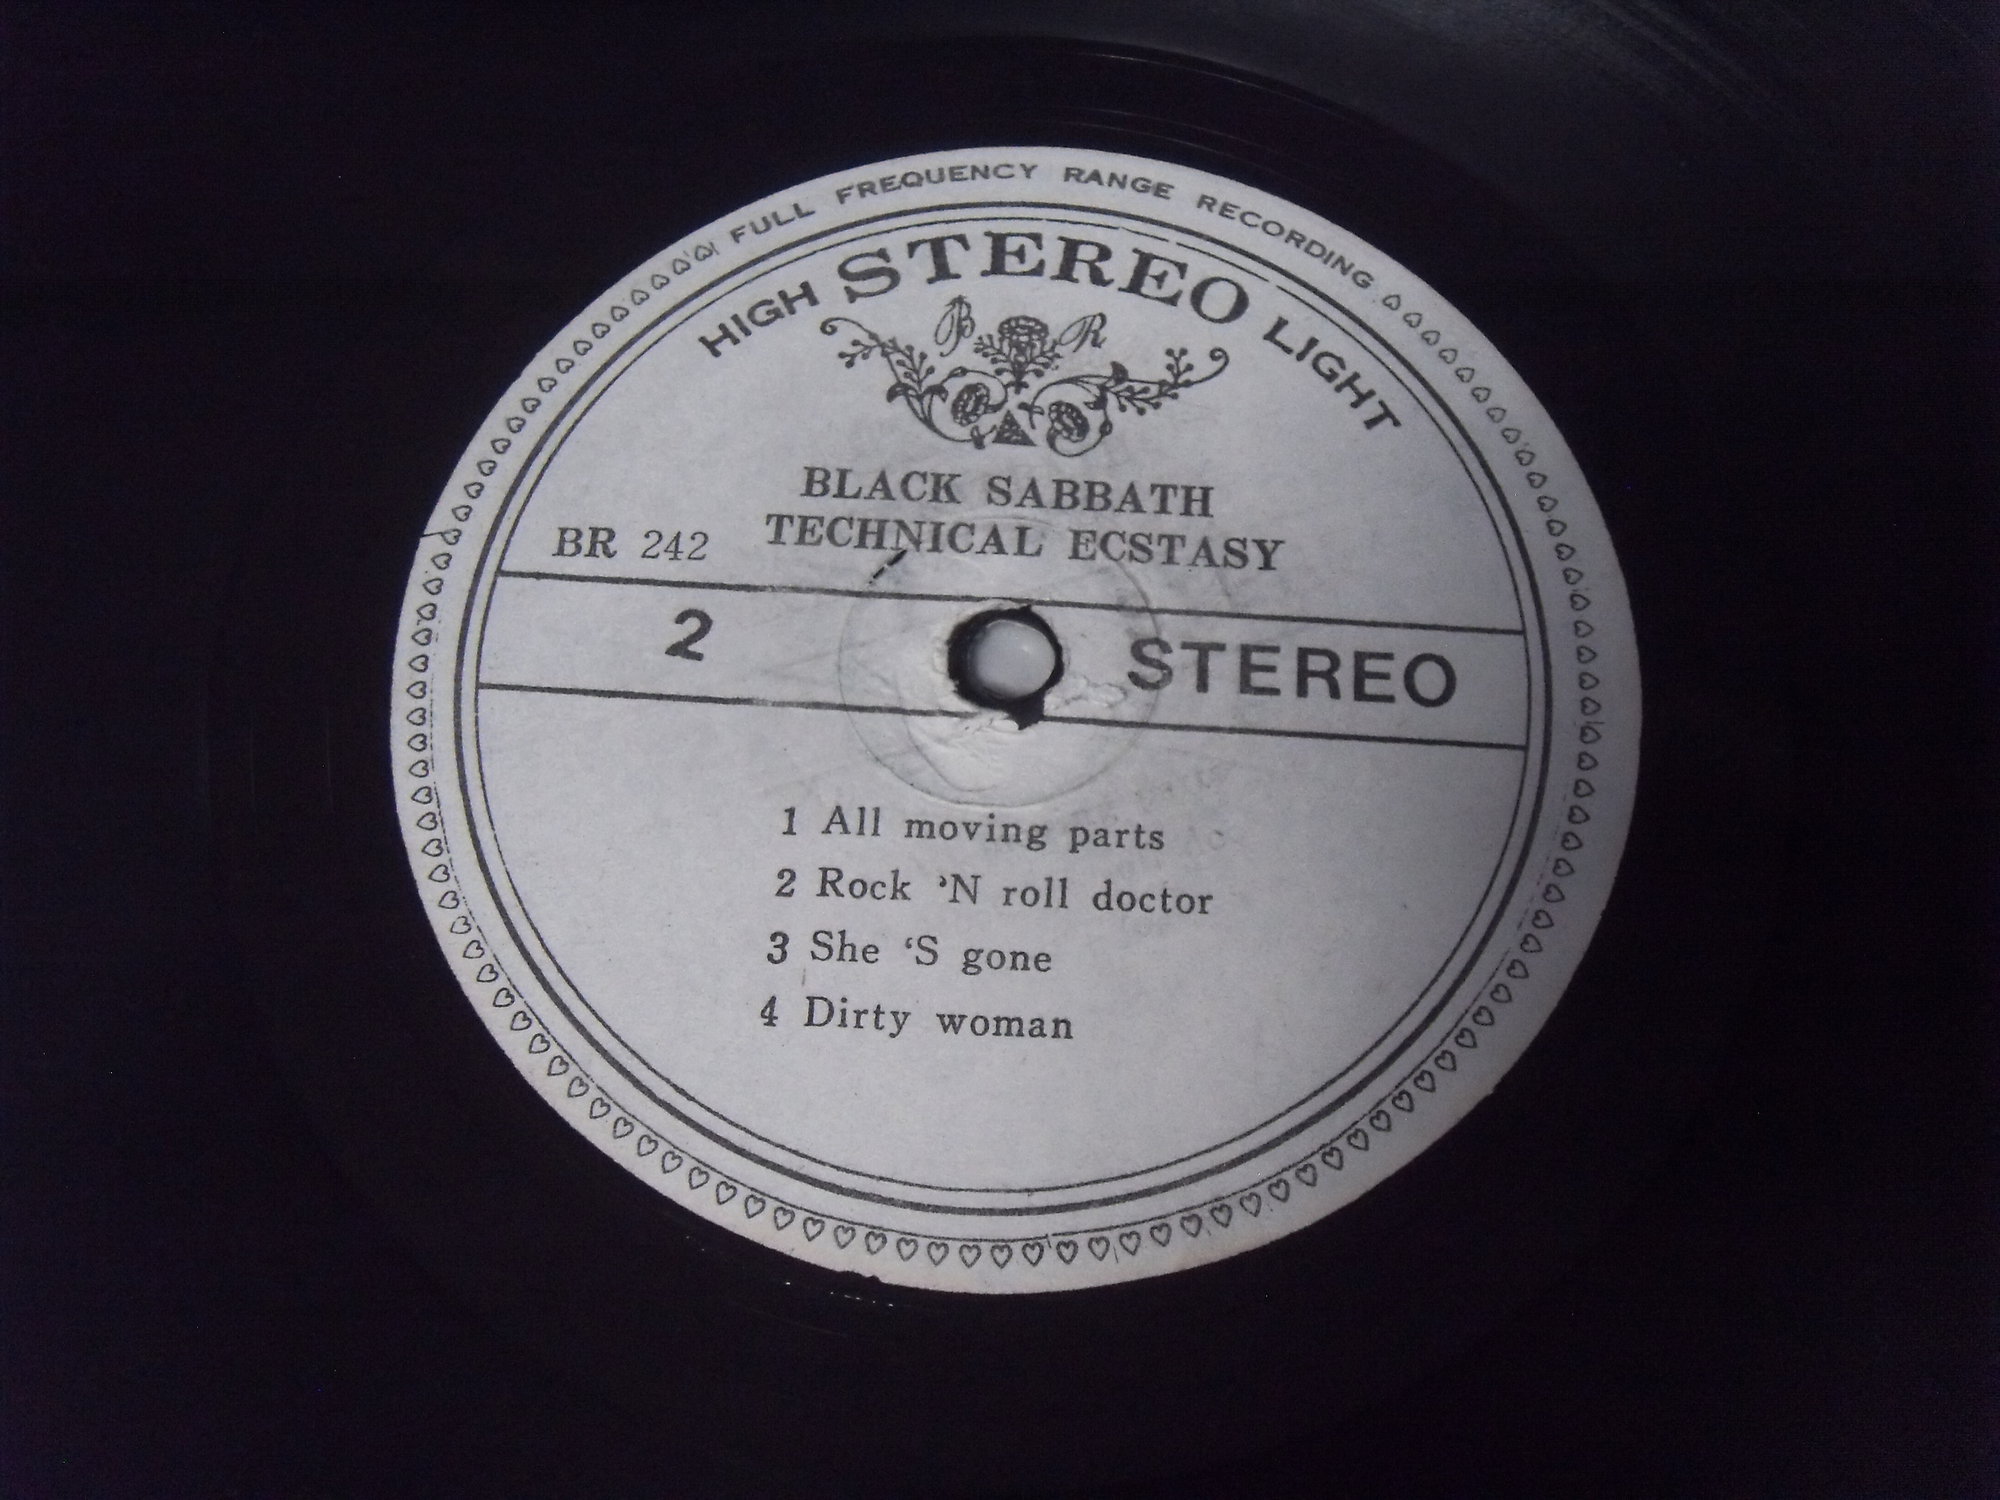 FULL FREQUENCY RANGE RECORDING
HIGH STEREO LIGHT
B R
BLACK SABBATH
TECHNICAL ECSTASY
BR 242
2 STEREO
1 All moving parts
2 Rock 'N roll doctor
3 She 'S gone
4 Dirty woman